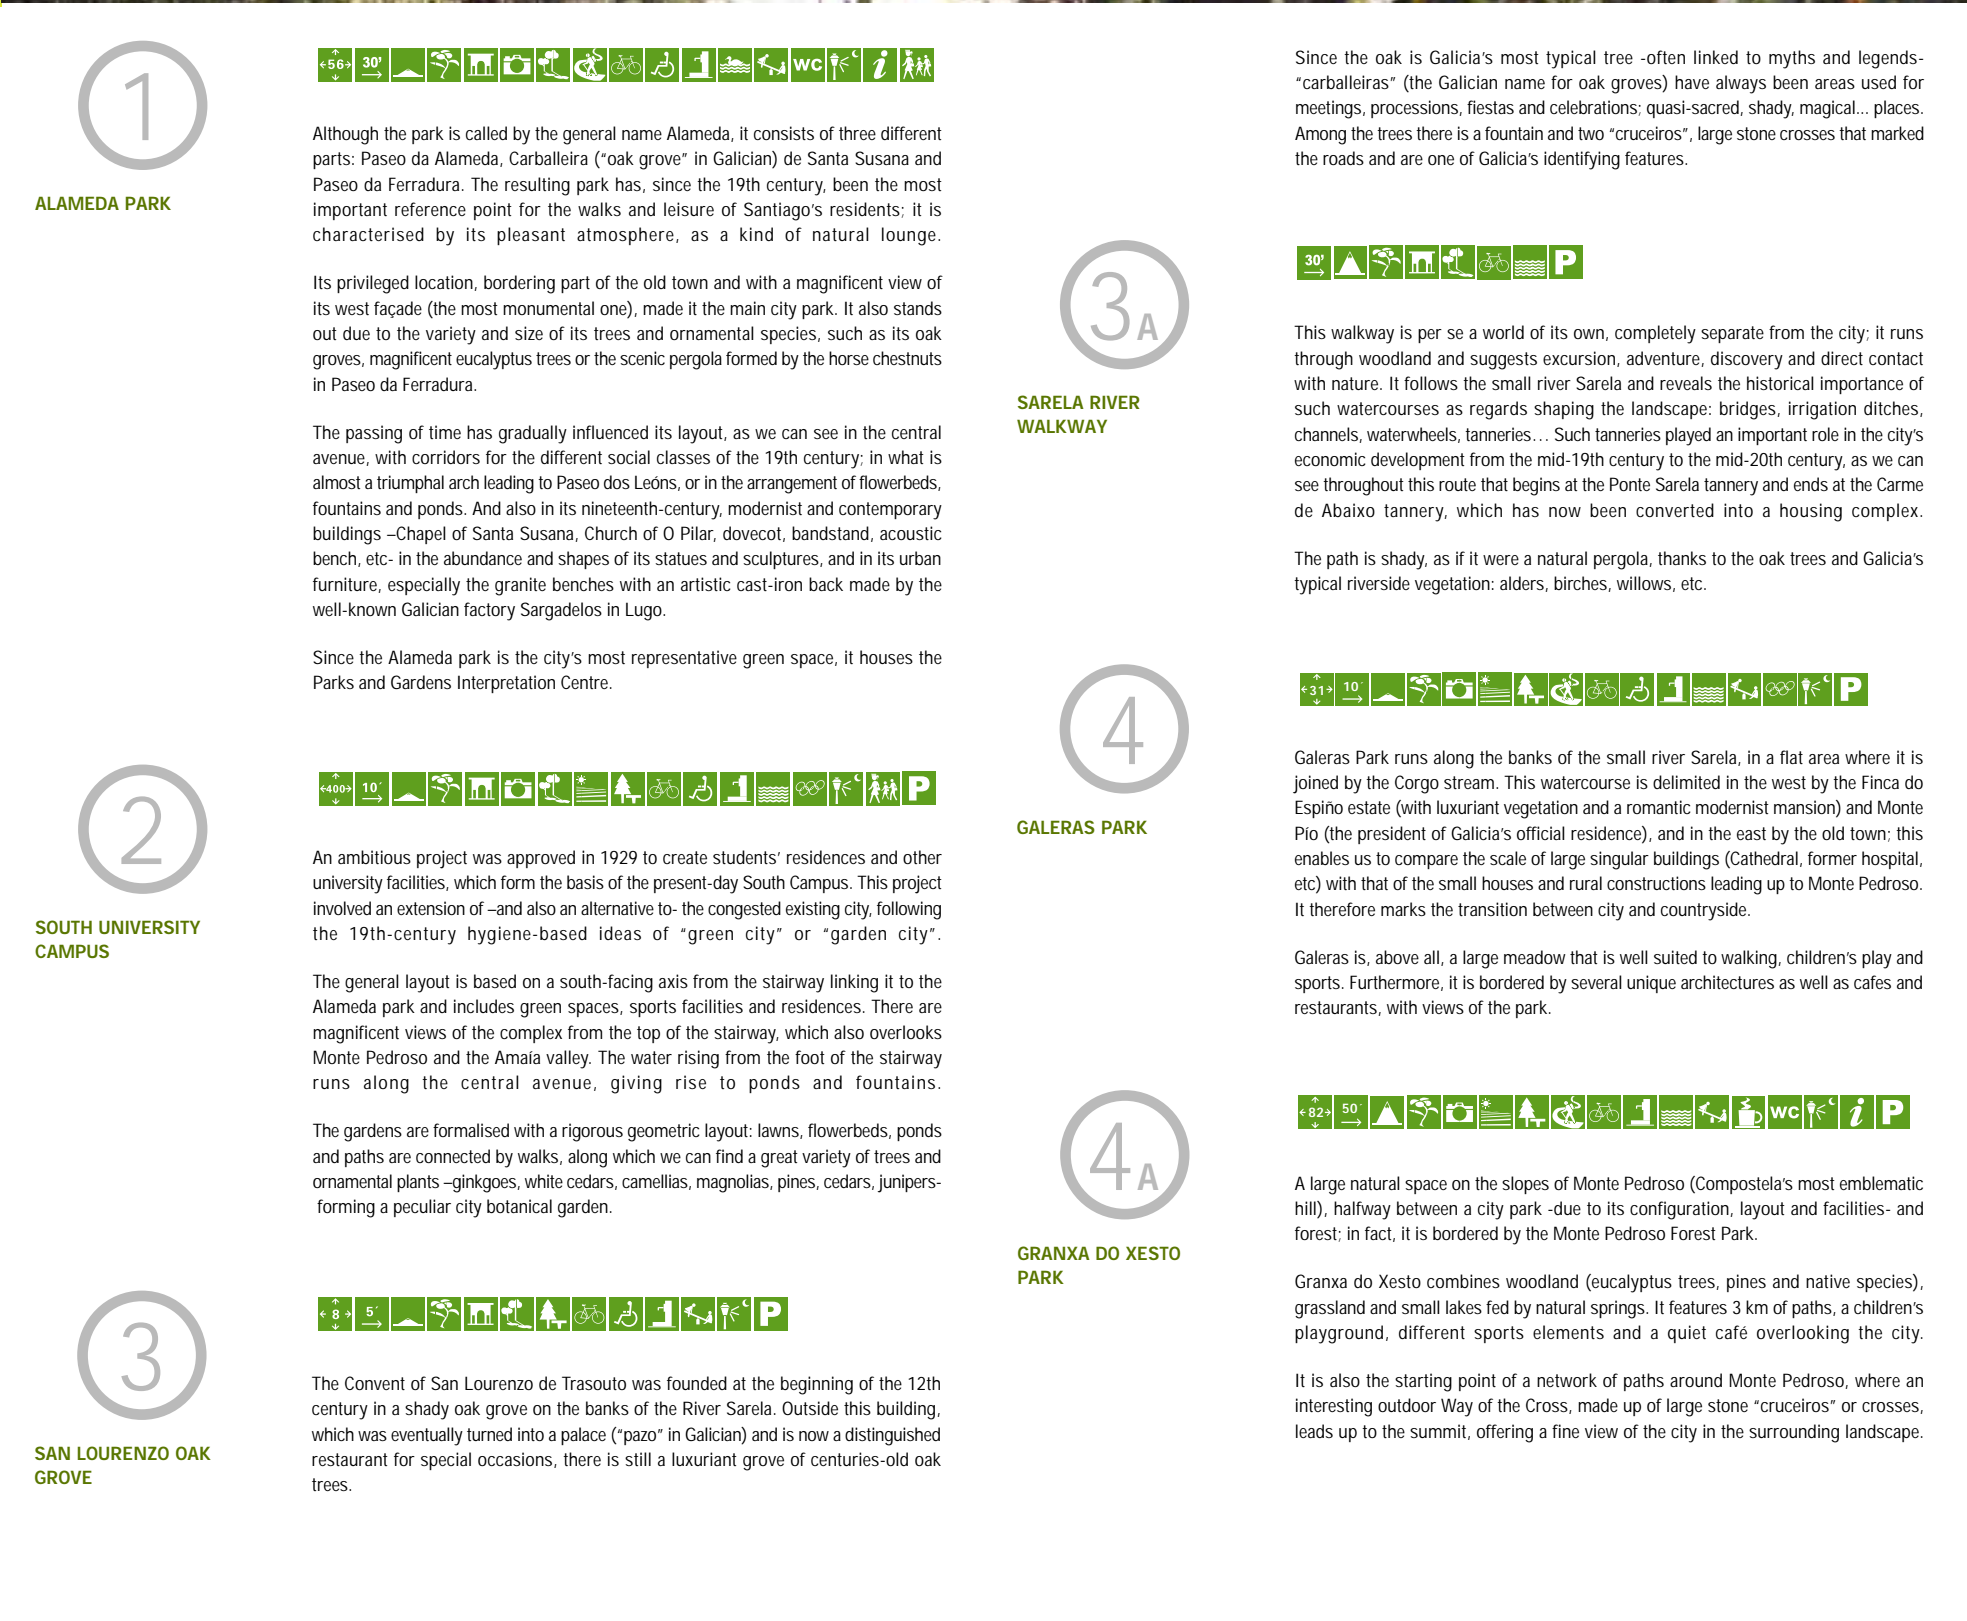 1
ALAMEDA PARK
56 30' WC i
Although the park is called by the general name Alameda, it consists of three different
parts: Paseo da Alameda, Carballeira (“oak grove” in Galician) de Santa Susana and
Paseo da Ferradura. The resulting park has, since the 19th century, been the most
important reference point for the walks and leisure of Santiago’s residents; it is
characterised by its pleasant atmosphere, as a kind of natural lounge.
Its privileged location, bordering part of the old town and with a magnificent view of
its west façade (the most monumental one), made it the main city park. It also stands
out due to the variety and size of its trees and ornamental species, such as its oak
groves, magnificent eucalyptus trees or the scenic pergola formed by the horse chestnuts
in Paseo da Ferradura.
The passing of time has gradually influenced its layout, as we can see in the central
avenue, with corridors for the different social classes of the 19th century; in what is
almost a triumphal arch leading to Paseo dos Leóns, or in the arrangement of flowerbeds,
fountains and ponds. And also in its nineteenth-century, modernist and contemporary
buildings –Chapel of Santa Susana, Church of O Pilar, dovecot, bandstand, acoustic
bench, etc- in the abundance and shapes of its statues and sculptures, and in its urban
furniture, especially the granite benches with an artistic cast-iron back made by the
well-known Galician factory Sargadelos in Lugo.
Since the Alameda park is the city’s most representative green space, it houses the
Parks and Gardens Interpretation Centre.
2
SOUTH UNIVERSITY
CAMPUS
400 10´ P
An ambitious project was approved in 1929 to create students’ residences and other
university facilities, which form the basis of the present-day South Campus. This project
involved an extension of –and also an alternative to- the congested existing city, following
the 19th-century hygiene-based ideas of “green city” or “garden city”.
The general layout is based on a south-facing axis from the stairway linking it to the
Alameda park and includes green spaces, sports facilities and residences. There are
magnificent views of the complex from the top of the stairway, which also overlooks
Monte Pedroso and the Amaía valley. The water rising from the foot of the stairway
runs along the central avenue, giving rise to ponds and fountains.
The gardens are formalised with a rigorous geometric layout: lawns, flowerbeds, ponds
and paths are connected by walks, along which we can find a great variety of trees and
ornamental plants –ginkgoes, white cedars, camellias, magnolias, pines, cedars, junipers-
forming a peculiar city botanical garden.
3
SAN LOURENZO OAK
GROVE
8 5´ P
The Convent of San Lourenzo de Trasouto was founded at the beginning of the 12th
century in a shady oak grove on the banks of the River Sarela. Outside this building,
which was eventually turned into a palace (“pazo” in Galician) and is now a distinguished
restaurant for special occasions, there is still a luxuriant grove of centuries-old oak
trees.
Since the oak is Galicia’s most typical tree -often linked to myths and legends-
“carballeiras” (the Galician name for oak groves) have always been areas used for
meetings, processions, fiestas and celebrations; quasi-sacred, shady, magical... places.
Among the trees there is a fountain and two “cruceiros”, large stone crosses that marked
the roads and are one of Galicia’s identifying features.
3A
SARELA RIVER
WALKWAY
30' P
This walkway is per se a world of its own, completely separate from the city; it runs
through woodland and suggests excursion, adventure, discovery and direct contact
with nature. It follows the small river Sarela and reveals the historical importance of
such watercourses as regards shaping the landscape: bridges, irrigation ditches,
channels, waterwheels, tanneries… Such tanneries played an important role in the city’s
economic development from the mid-19th century to the mid-20th century, as we can
see throughout this route that begins at the Ponte Sarela tannery and ends at the Carme
de Abaixo tannery, which has now been converted into a housing complex.
The path is shady, as if it were a natural pergola, thanks to the oak trees and Galicia’s
typical riverside vegetation: alders, birches, willows, etc.
4
GALERAS PARK
31 10´ P
Galeras Park runs along the banks of the small river Sarela, in a flat area where it is
joined by the Corgo stream. This watercourse is delimited in the west by the Finca do
Espiño estate (with luxuriant vegetation and a romantic modernist mansion) and Monte
Pío (the president of Galicia’s official residence), and in the east by the old town; this
enables us to compare the scale of large singular buildings (Cathedral, former hospital,
etc) with that of the small houses and rural constructions leading up to Monte Pedroso.
It therefore marks the transition between city and countryside.
Galeras is, above all, a large meadow that is well suited to walking, children’s play and
sports. Furthermore, it is bordered by several unique architectures as well as cafes and
restaurants, with views of the park.
4A
GRANXA DO XESTO
PARK
82 50´ WC i P
A large natural space on the slopes of Monte Pedroso (Compostela’s most emblematic
hill), halfway between a city park -due to its configuration, layout and facilities- and
forest; in fact, it is bordered by the Monte Pedroso Forest Park.
Granxa do Xesto combines woodland (eucalyptus trees, pines and native species),
grassland and small lakes fed by natural springs. It features 3 km of paths, a children’s
playground, different sports elements and a quiet café overlooking the city.
It is also the starting point of a network of paths around Monte Pedroso, where an
interesting outdoor Way of the Cross, made up of large stone “cruceiros” or crosses,
leads up to the summit, offering a fine view of the city in the surrounding landscape.